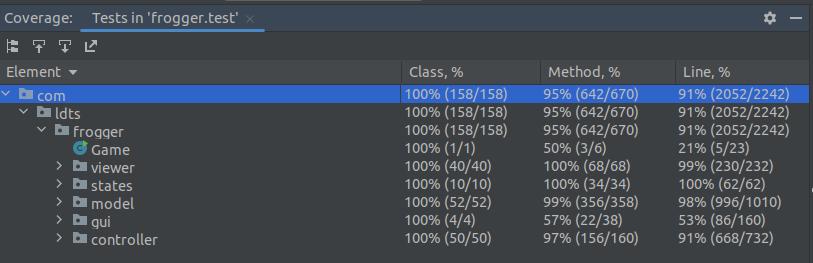 Coverage: Tests in 'frogger.test' ×
Element Class, % Method, % Line, %
com 100% (158/158) 95% (642/670) 91% (2052/2242)
ldts 100% (158/158) 95% (642/670) 91% (2052/2242)
frogger 100% (158/158) 95% (642/670) 91% (2052/2242)
Game 100% (1/1) 50% (3/6) 21% (5/23)
viewer 100% (40/40) 100% (68/68) 99% (230/232)
states 100% (10/10) 100% (34/34) 100% (62/62)
model 100% (52/52) 99% (356/358) 98% (996/1010)
gui 100% (4/4) 57% (22/38) 53% (86/160)
controller 100% (50/50) 97% (156/160) 91% (668/732)